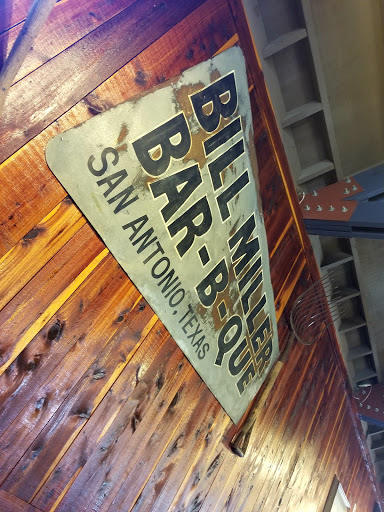 BILL MILLER
BAR-B-QUE
SAN ANTONIO, TEXAS